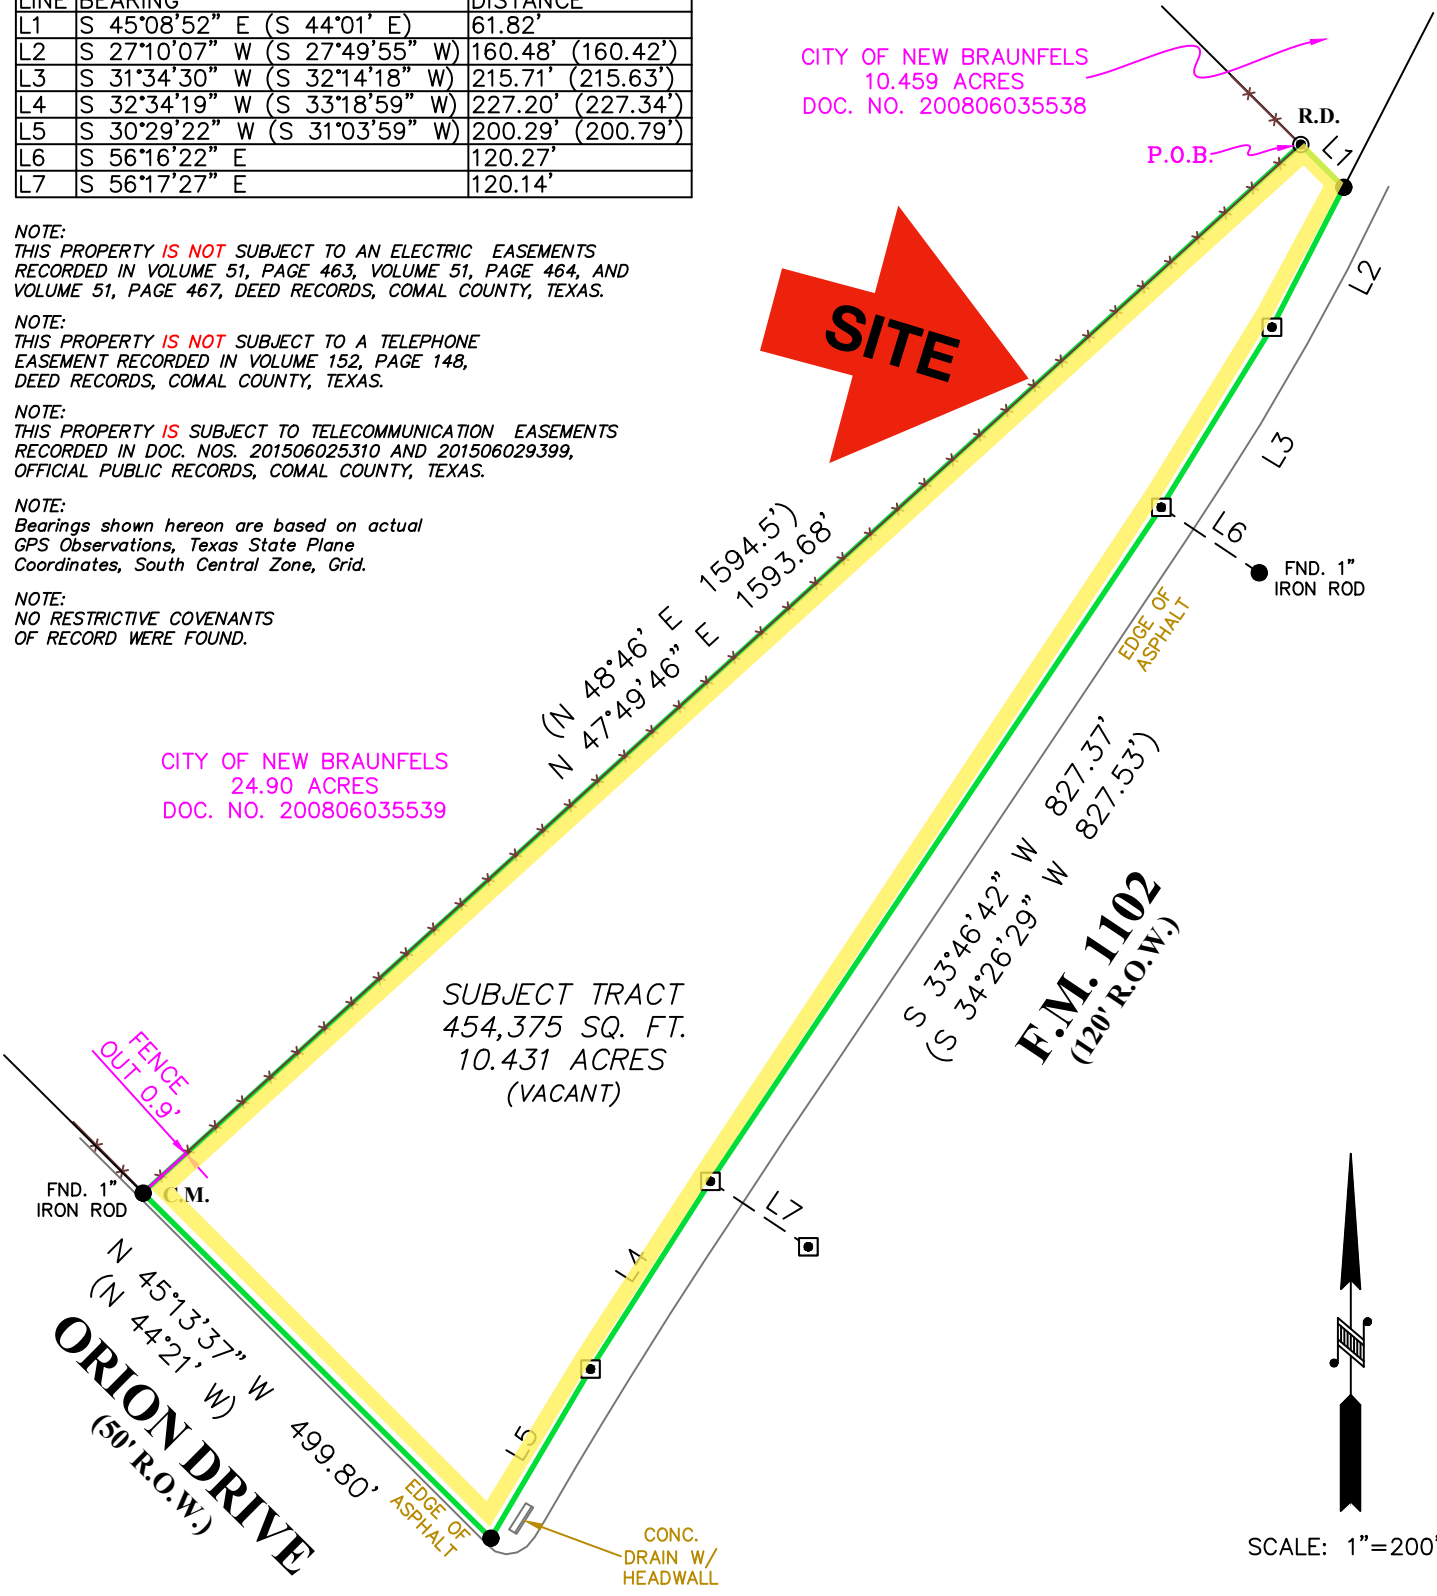 LINE BEARING DISTANCE
L1 S 45°08'52" E (S 44°01' E) 61.82'
L2 S 27°10'07" W (S 27°49'55" W) 160.48' (160.42')
L3 S 31°34'30" W (S 32°14'18" W) 215.71' (215.63')
L4 S 32°34'19" W (S 33°18'59" W) 227.20' (227.34')
L5 S 30°29'22" W (S 31°03'59" W) 200.29' (200.79')
L6 S 56°16'22" E 120.27'
L7 S 56°17'27" E 120.14'
NOTE:
THIS PROPERTY IS NOT SUBJECT TO AN ELECTRIC EASEMENTS
RECORDED IN VOLUME 51, PAGE 463, VOLUME 51, PAGE 464, AND
VOLUME 51, PAGE 467, DEED RECORDS, COMAL COUNTY, TEXAS.
NOTE:
THIS PROPERTY IS NOT SUBJECT TO A TELEPHONE
EASEMENT RECORDED IN VOLUME 152, PAGE 148,
DEED RECORDS, COMAL COUNTY, TEXAS.
NOTE:
THIS PROPERTY IS SUBJECT TO TELECOMMUNICATION EASEMENTS
RECORDED IN DOC. NOS. 201506025310 AND 201506029399,
OFFICIAL PUBLIC RECORDS, COMAL COUNTY, TEXAS.
NOTE:
Bearings shown hereon are based on actual
GPS Observations, Texas State Plane
Coordinates, South Central Zone, Grid.
NOTE:
NO RESTRICTIVE COVENANTS
OF RECORD WERE FOUND.
CITY OF NEW BRAUNFELS
10.459 ACRES
DOC. NO. 200806035538
R.D.
P.O.B.
L1
L2
L3
SITE
L6
FND. 1"
IRON ROD
EDGE OF
ASPHALT
(N 48°46' E 1594.5')
N 47°49'46" E 1593.68'
CITY OF NEW BRAUNFELS
24.90 ACRES
DOC. NO. 200806035539
S 33°46'42" W 827.37'
(S 34°26'29" W 827.53')
F.M. 1102
(120' R.O.W.)
SUBJECT TRACT
454,375 SQ. FT.
10.431 ACRES
(VACANT)
FENCE
OUT 0.9'
FND. 1"
IRON ROD
C.M.
L7
L4
L5
N 45°13'37" W 499.80'
(N 44°21' W)
ORION DRIVE
(50' R.O.W.)
EDGE OF
ASPHALT
CONC.
DRAIN W/
HEADWALL
SCALE: 1"=200'